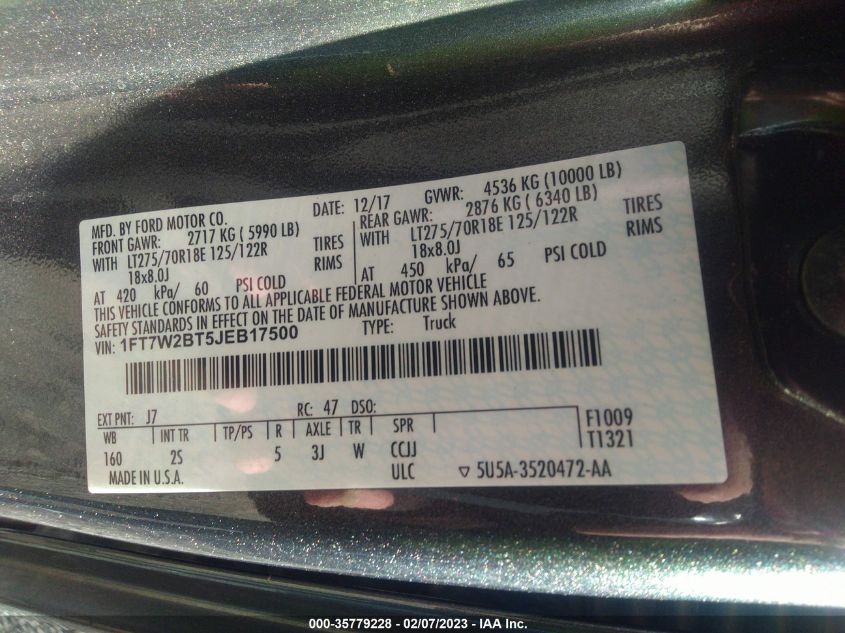 MFD. BY FORD MOTOR CO.
DATE: 12/17 GVWR: 4536 KG (10000 LB)
FRONT GAWR: 2717 KG ( 5990 LB) REAR GAWR: 2876 KG ( 6340 LB)
WITH LT275/70R18E 125/122R TIRES WITH LT275/70R18E 125/122R TIRES
18x8.0J RIMS 18x8.0J RIMS
AT 420 kPa/ 60 PSI COLD AT 450 kPa/ 65 PSI COLD
THIS VEHICLE CONFORMS TO ALL APPLICABLE FEDERAL MOTOR VEHICLE
SAFETY STANDARDS IN EFFECT ON THE DATE OF MANUFACTURE SHOWN ABOVE.
VIN: 1FT7W2BT5JEB17500 TYPE: Truck
EXT PNT: J7 RC: 47 DSO:
WB INT TR TP/PS R AXLE TR SPR F1009
160 2S 5 3J W CCJJ T1321
MADE IN U.S.A. ULC ▽ 5U5A-3520472-AA
000-35779228 - 02/07/2023 - IAA Inc.